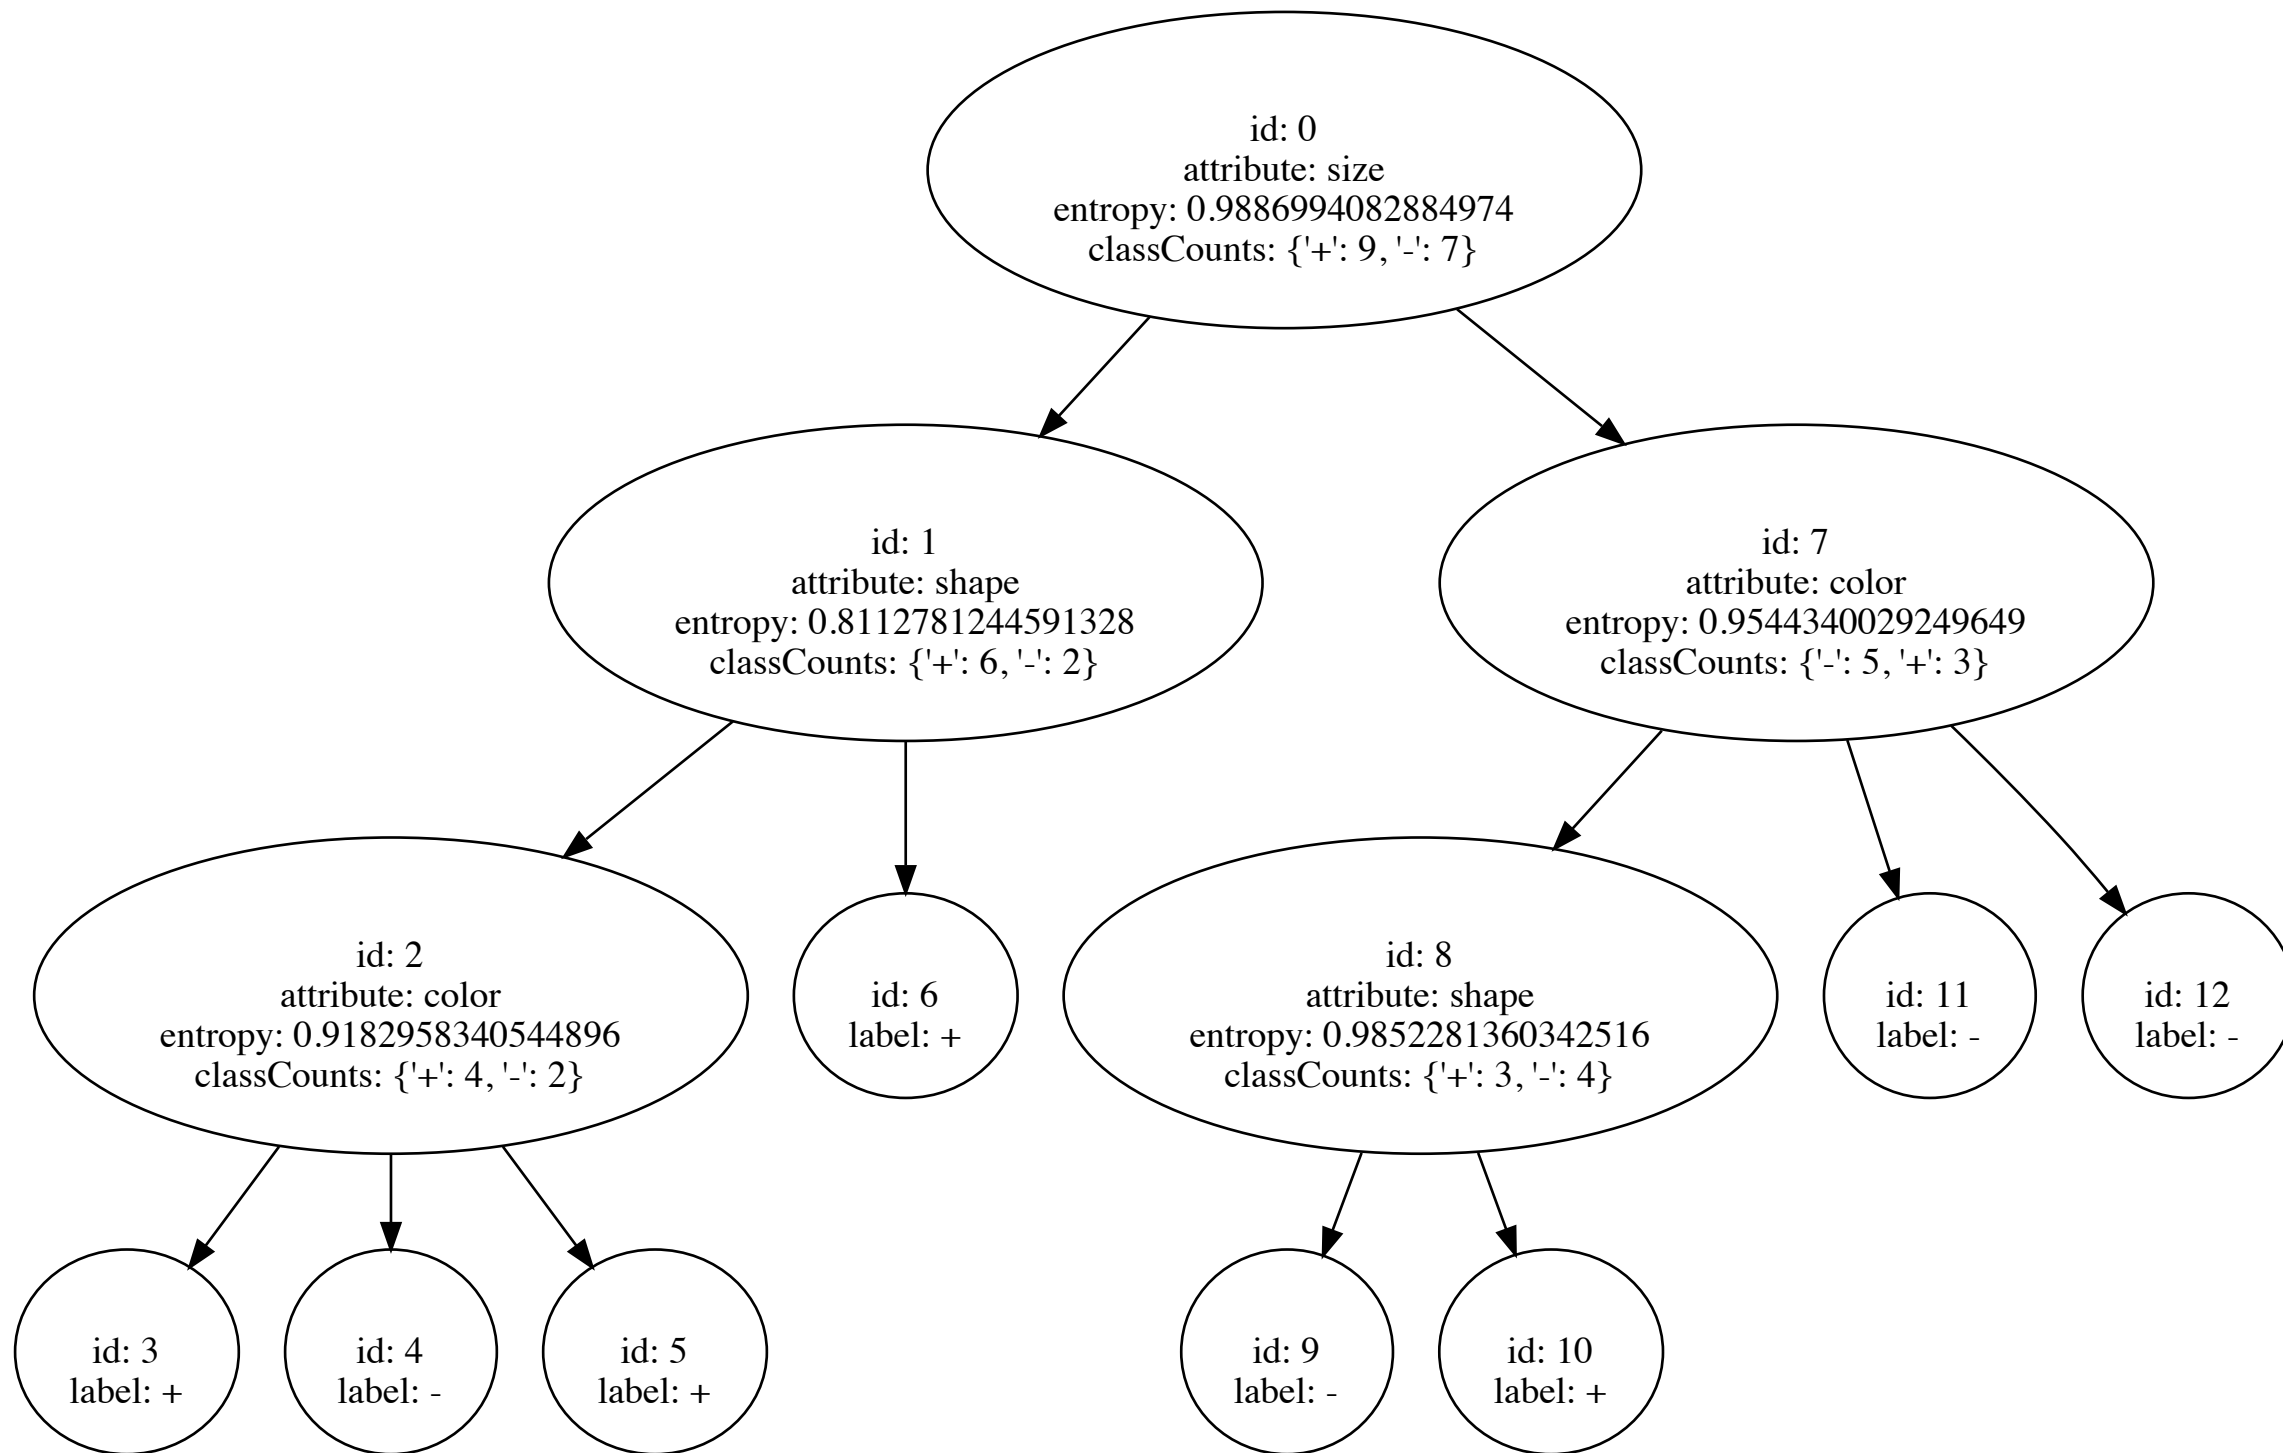 id: 0
attribute: size
entropy: 0.9886994082884974
classCounts: {'+': 9, '-': 7}
id: 1
attribute: shape
entropy: 0.8112781244591328
classCounts: {'+': 6, '-': 2}
id: 7
attribute: color
entropy: 0.9544340029249649
classCounts: {'-': 5, '+': 3}
id: 2
attribute: color
entropy: 0.9182958340544896
classCounts: {'+': 4, '-': 2}
id: 6
label: +
id: 8
attribute: shape
entropy: 0.9852281360342516
classCounts: {'+': 3, '-': 4}
id: 11
label: -
id: 12
label: -
id: 3
label: +
id: 4
label: -
id: 5
label: +
id: 9
label: -
id: 10
label: +